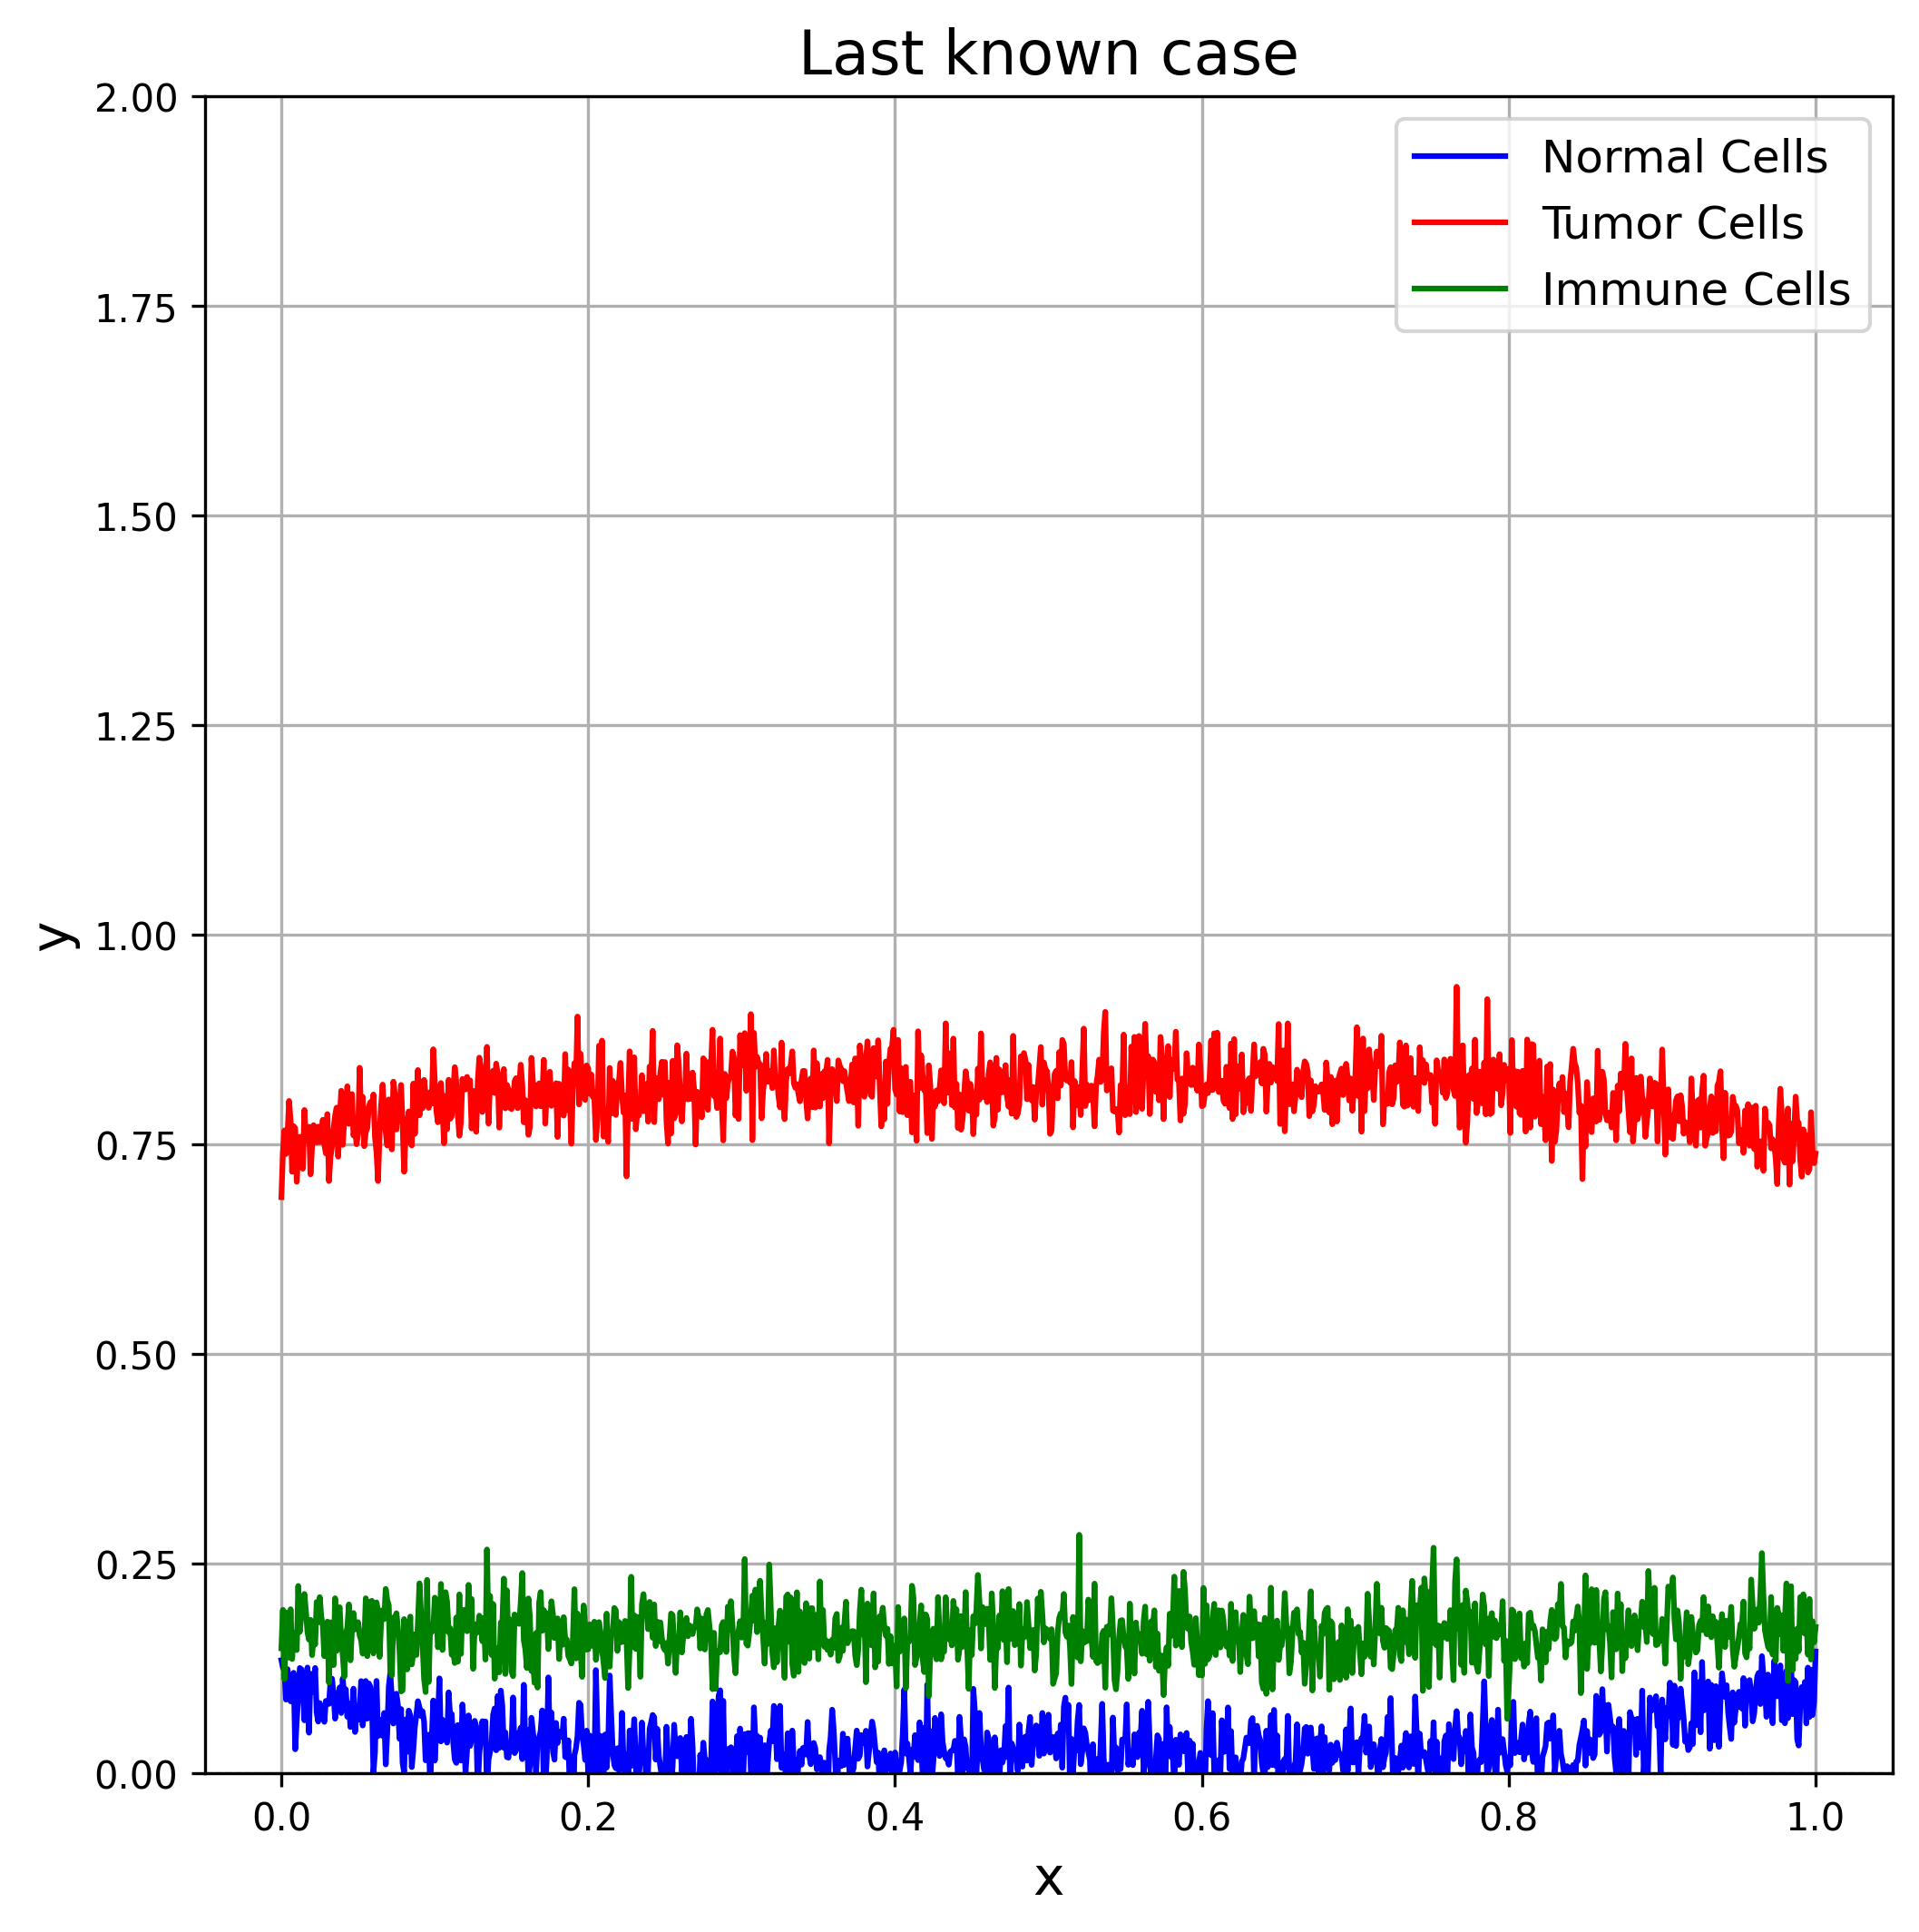 Last known case
Normal Cells
Tumor Cells
Immune Cells
2.00
1.75
1.50
1.25
1.00
0.75
0.50
0.25
0.00
y
0.0 0.2 0.4 0.6 0.8 1.0
x